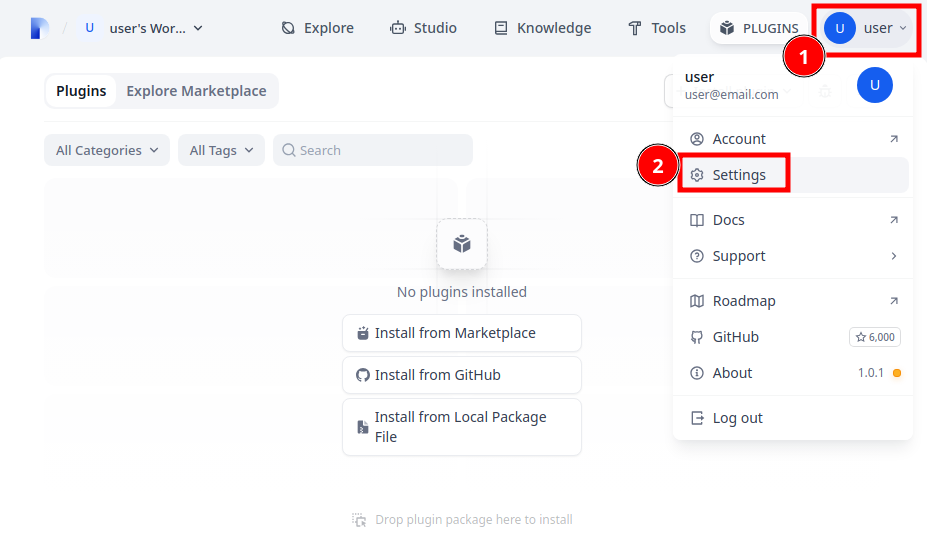 / U user's Wor... Explore Studio Knowledge Tools PLUGINS U user
1
Plugins Explore Marketplace
user
user@email.com
U
All Categories All Tags Search
Account
2
Settings
Docs
Support
No plugins installed
Roadmap
Install from Marketplace
GitHub 6,000
Install from GitHub
About 1.0.1
Install from Local Package
File
Log out
Drop plugin package here to install